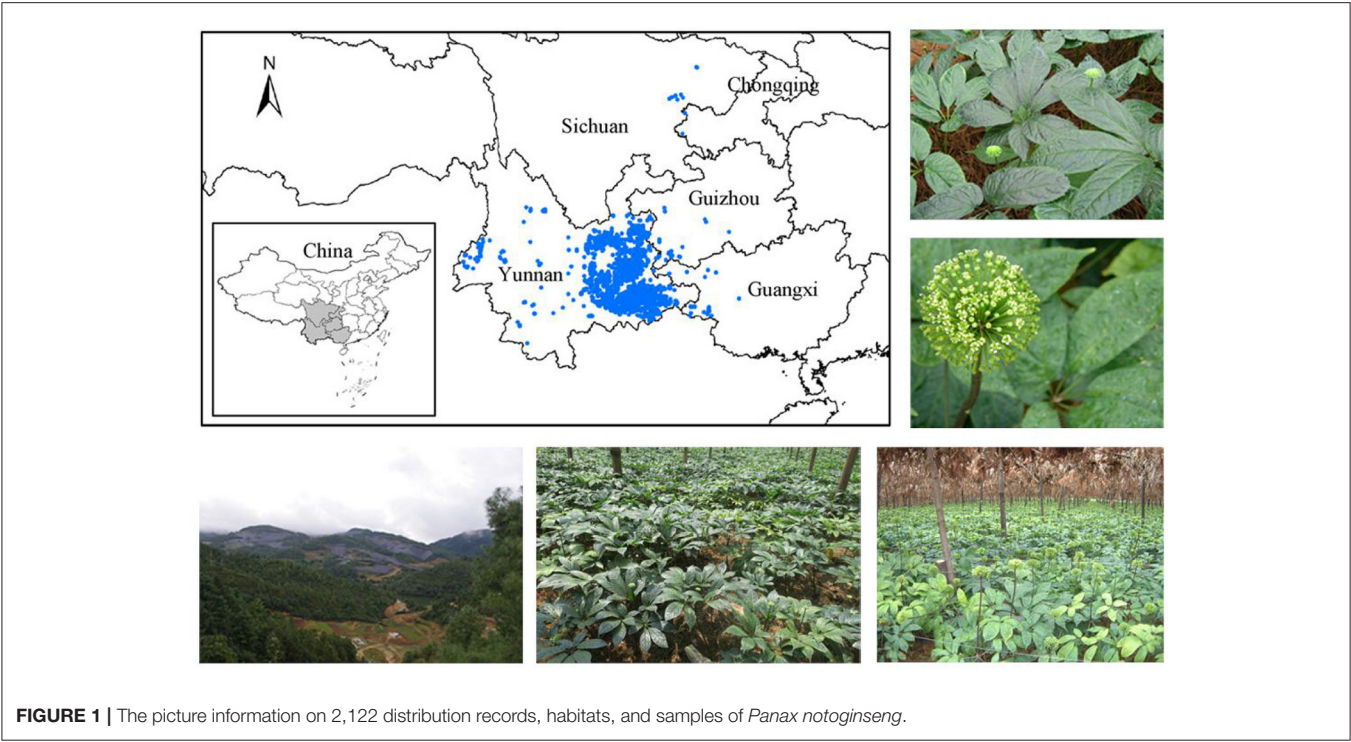 N
Chongqing
Sichuan
Guizhou
China
Yunnan
Guangxi
FIGURE 1 | The picture information on 2,122 distribution records, habitats, and samples of Panax notoginseng.